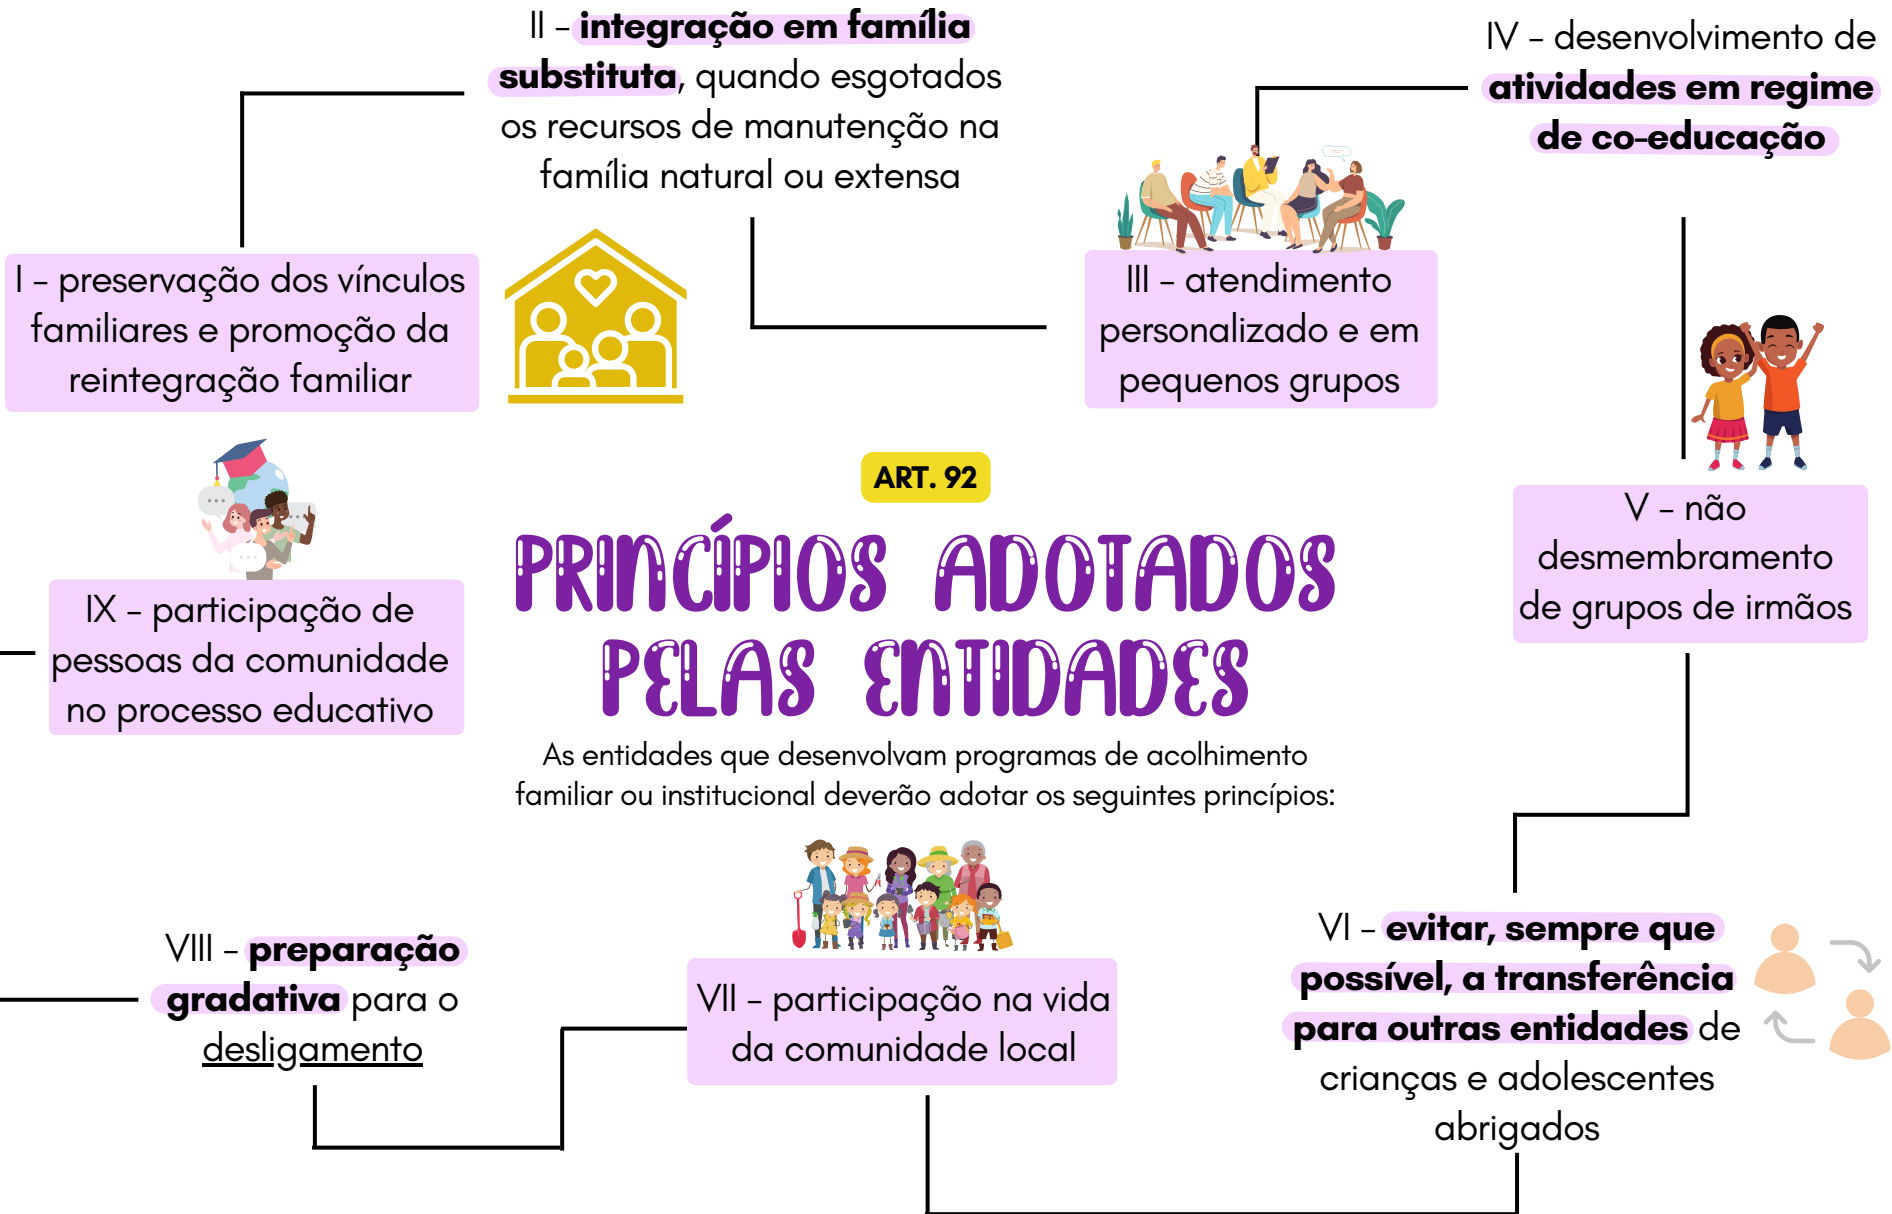 ART. 92
PRINCÍPIOS ADOTADOS
PELAS ENTIDADES
As entidades que desenvolvam programas de acolhimento
familiar ou institucional deverão adotar os seguintes princípios:
I - preservação dos vínculos
familiares e promoção da
reintegração familiar
II - integração em família
substituta, quando esgotados
os recursos de manutenção na
família natural ou extensa
III - atendimento
personalizado e em
pequenos grupos
IV - desenvolvimento de
atividades em regime
de co-educação
V - não
desmembramento
de grupos de irmãos
VI - evitar, sempre que
possível, a transferência
para outras entidades de
crianças e adolescentes
abrigados
VII - participação na vida
da comunidade local
VIII - preparação
gradativa para o
desligamento
IX - participação de
pessoas da comunidade
no processo educativo